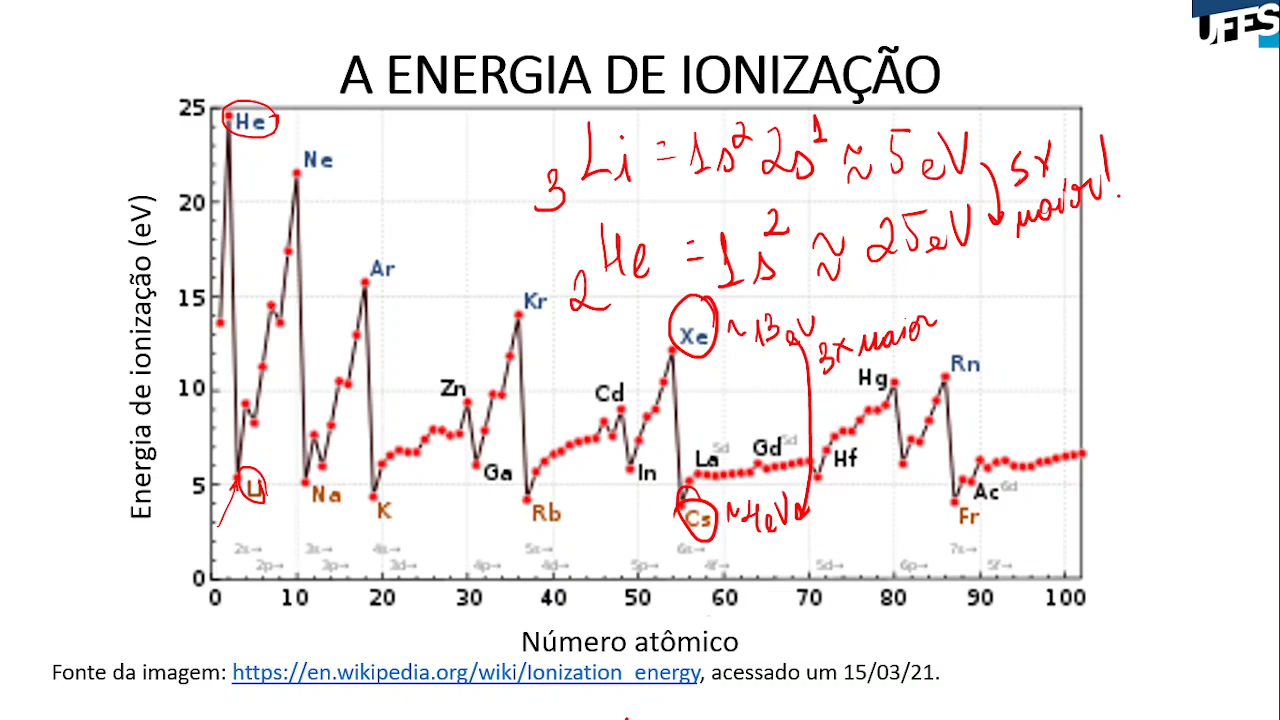 UFES
A ENERGIA DE IONIZAÇÃO
Energia de ionização (eV)
25
20
15
10
5
0
He
Ne
Ar
Kr
Xe
Rn
Zn
Cd
Hg
Ga
In
La 5d
Gd 5d
Hf
Ac 6d
Li
Na
K
Rb
Cs
Fr
3 Li = 1s² 2s¹ ≈ 5 eV
5x
maior!
2 He = 1s² ≈ 25 eV
~ 13 eV
3x maior
~ 4 eV
2s→ 3s→ 4s→ 5s→ 6s→ 7s→
2p→ 3p→ 3d→ 4p→ 4d→ 5p→ 4f→ 5d→ 6p→ 5f→
0 10 20 30 40 50 60 70 80 90 100
Número atômico
Fonte da imagem: https://en.wikipedia.org/wiki/Ionization_energy, acessado um 15/03/21.